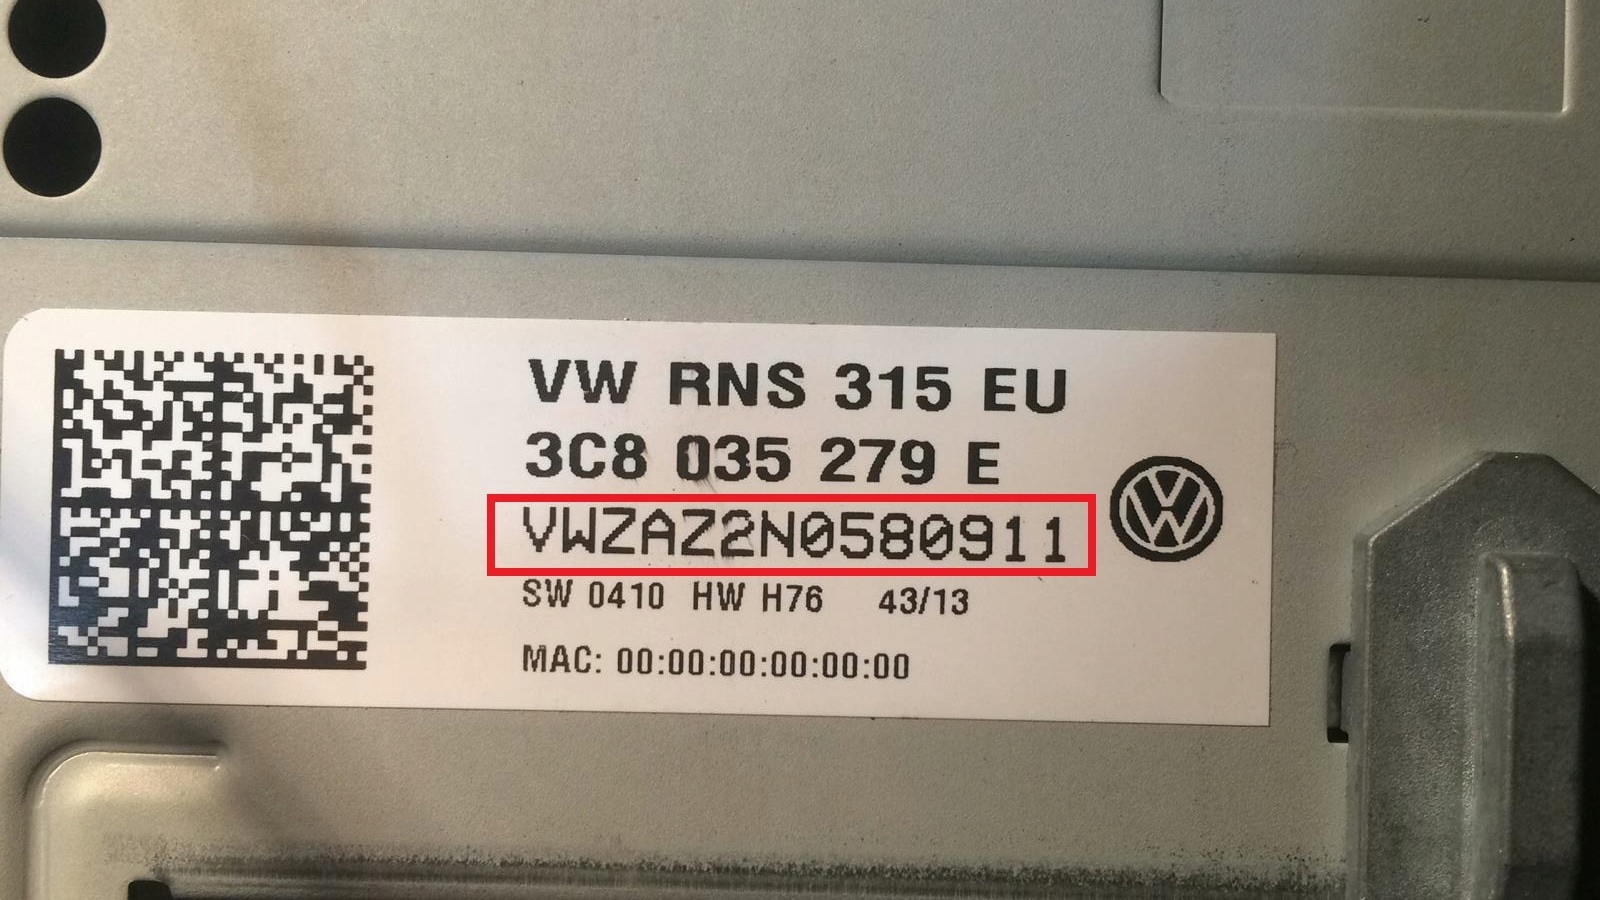 VW RNS 315 EU
3C8 035 279 E
VWZAZ2N0580911
SW 0410 HW H76 43/13
MAC: 00:00:00:00:00:00